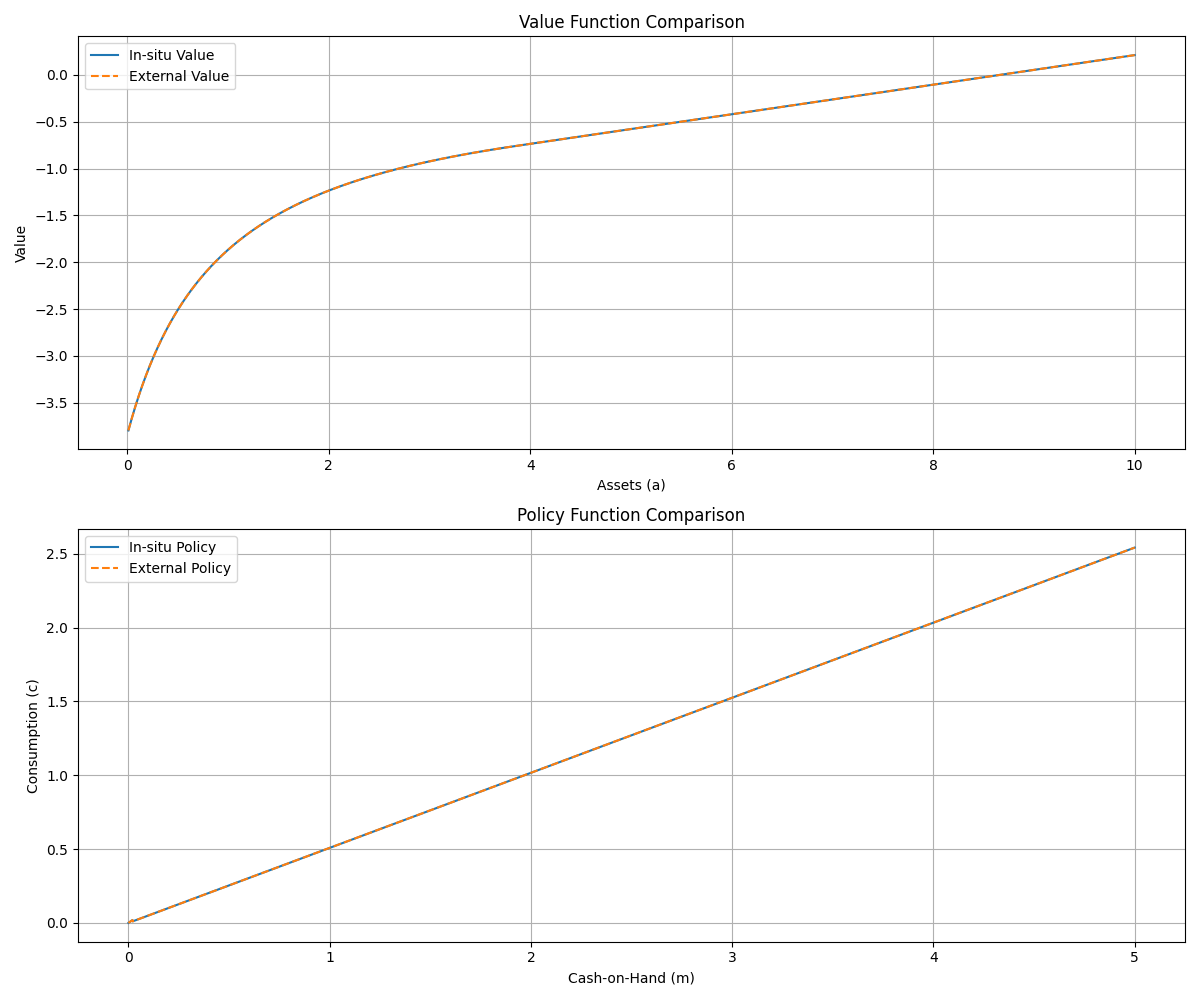 Value Function Comparison
In-situ Value
External Value
0.0
−0.5
−1.0
−1.5
−2.0
−2.5
−3.0
−3.5
Value
0 2 4 6 8 10
Assets (a)
Policy Function Comparison
In-situ Policy
External Policy
2.5
2.0
1.5
1.0
0.5
0.0
Consumption (c)
0 1 2 3 4 5
Cash-on-Hand (m)